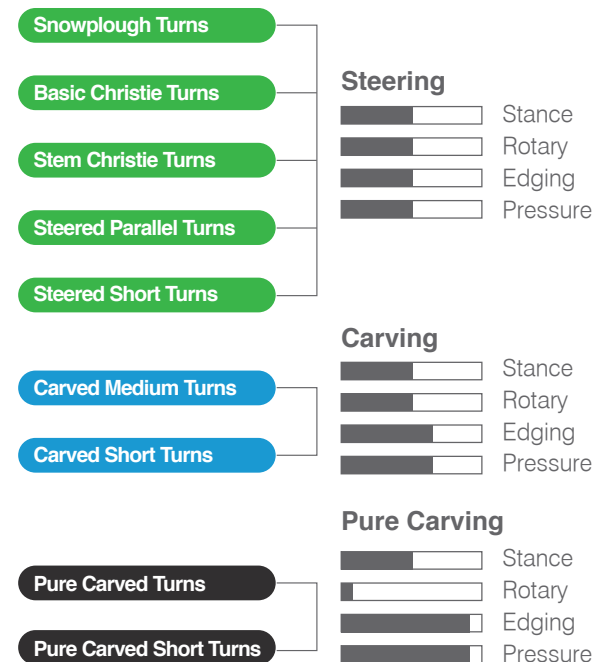 Snowplough Turns
Basic Christie Turns
Stem Christie Turns
Steered Parallel Turns
Steered Short Turns
Steering
Stance
Rotary
Edging
Pressure
Carved Medium Turns
Carved Short Turns
Carving
Stance
Rotary
Edging
Pressure
Pure Carved Turns
Pure Carved Short Turns
Pure Carving
Stance
Rotary
Edging
Pressure